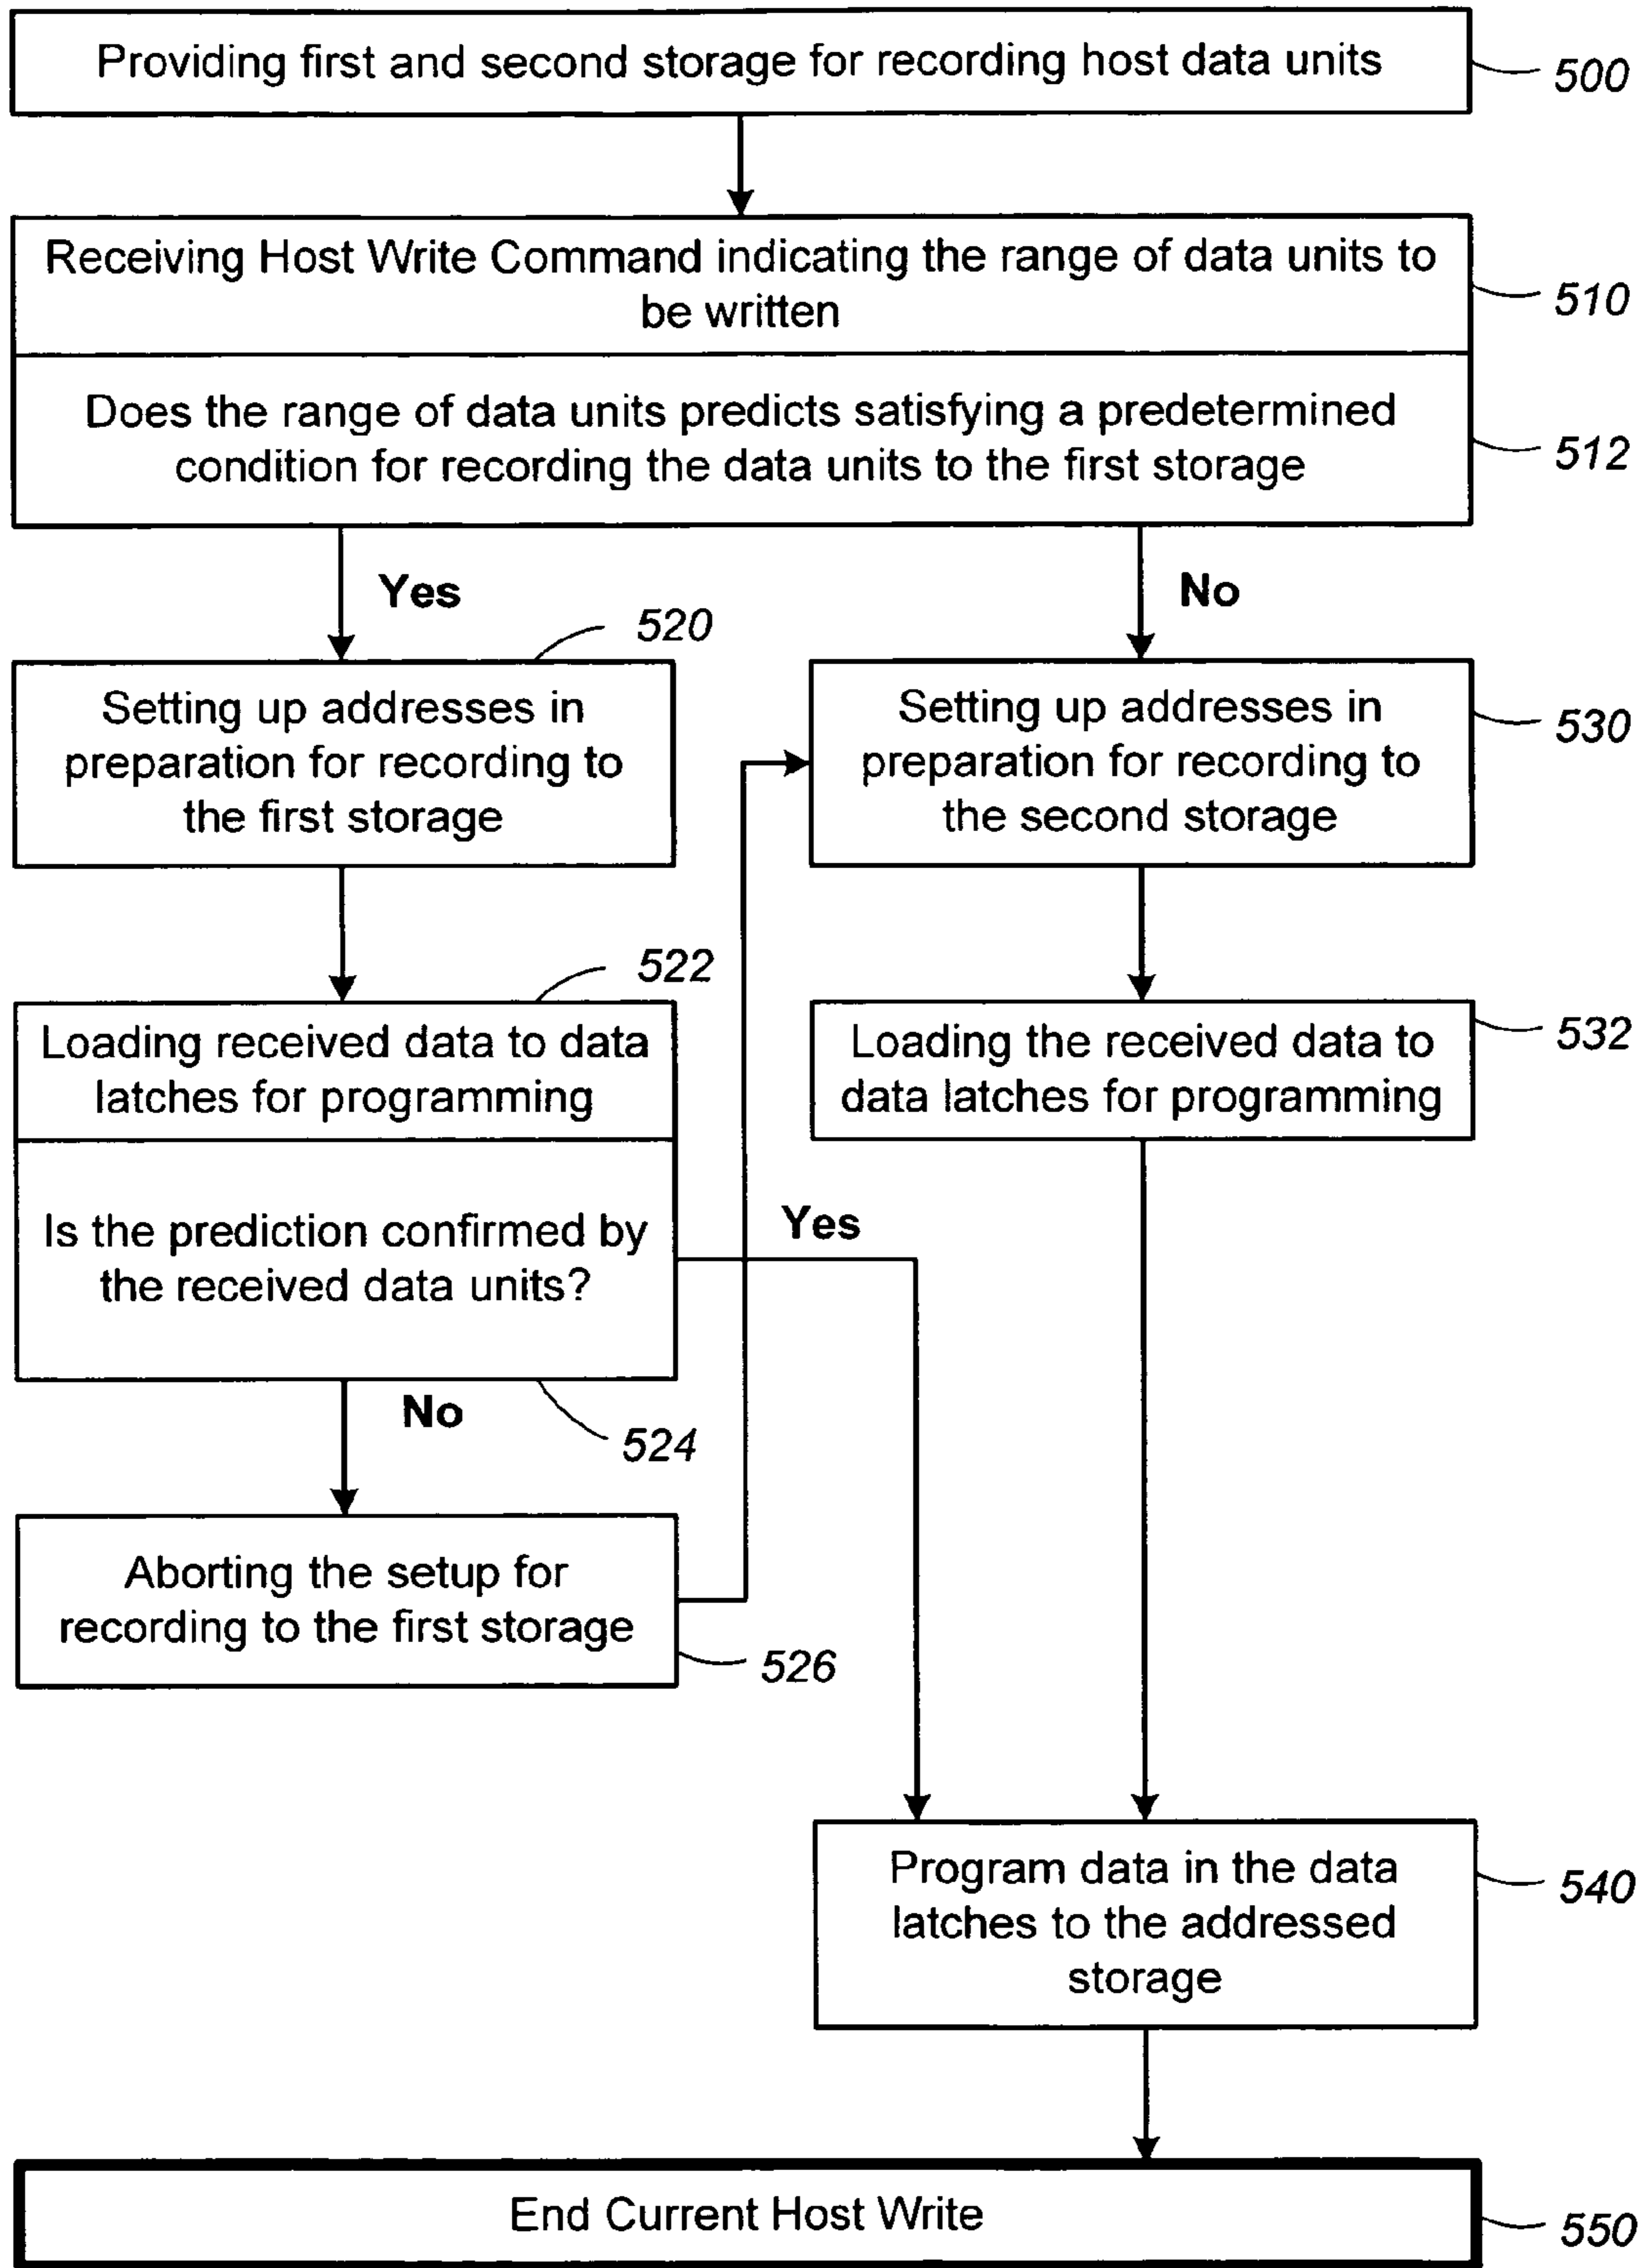 Providing first and second storage for recording host data units
500
Receiving Host Write Command indicating the range of data units to
be written
510
Does the range of data units predicts satisfying a predetermined
condition for recording the data units to the first storage
512
Yes
No
520
Setting up addresses in
preparation for recording to
the first storage
Setting up addresses in
preparation for recording to
the second storage
530
522
Loading received data to data
latches for programming
Loading the received data to
data latches for programming
532
Is the prediction confirmed by
the received data units?
Yes
No
524
Aborting the setup for
recording to the first storage
526
Program data in the data
latches to the addressed
storage
540
End Current Host Write
550